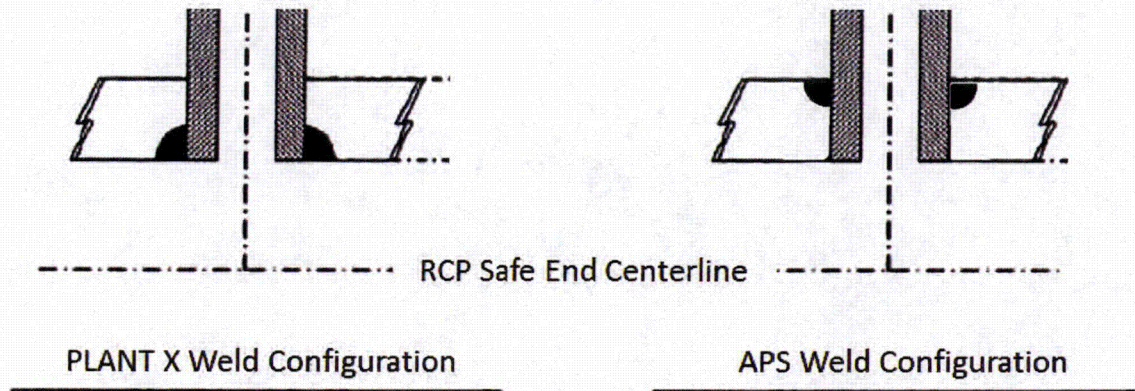 RCP Safe End Centerline
PLANT X Weld Configuration
APS Weld Configuration